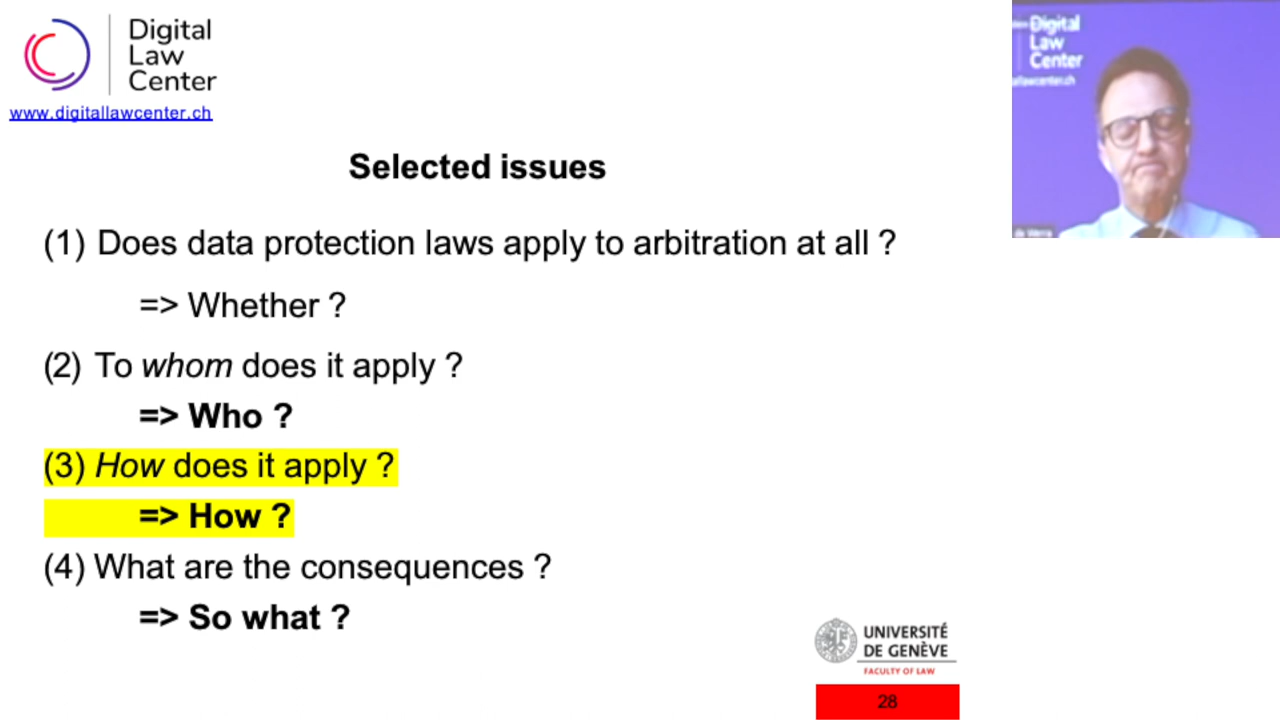 Digital
Law
Center
www.digitallawcenter.ch
Digital
Law
Center
de Werra
Selected issues
(1) Does data protection laws apply to arbitration at all ?
=> Whether ?
(2) To whom does it apply ?
=> Who ?
(3) How does it apply ?
=> How ?
(4) What are the consequences ?
=> So what ?
UNIVERSITÉ
DE GENÈVE
FACULTY OF LAW
28